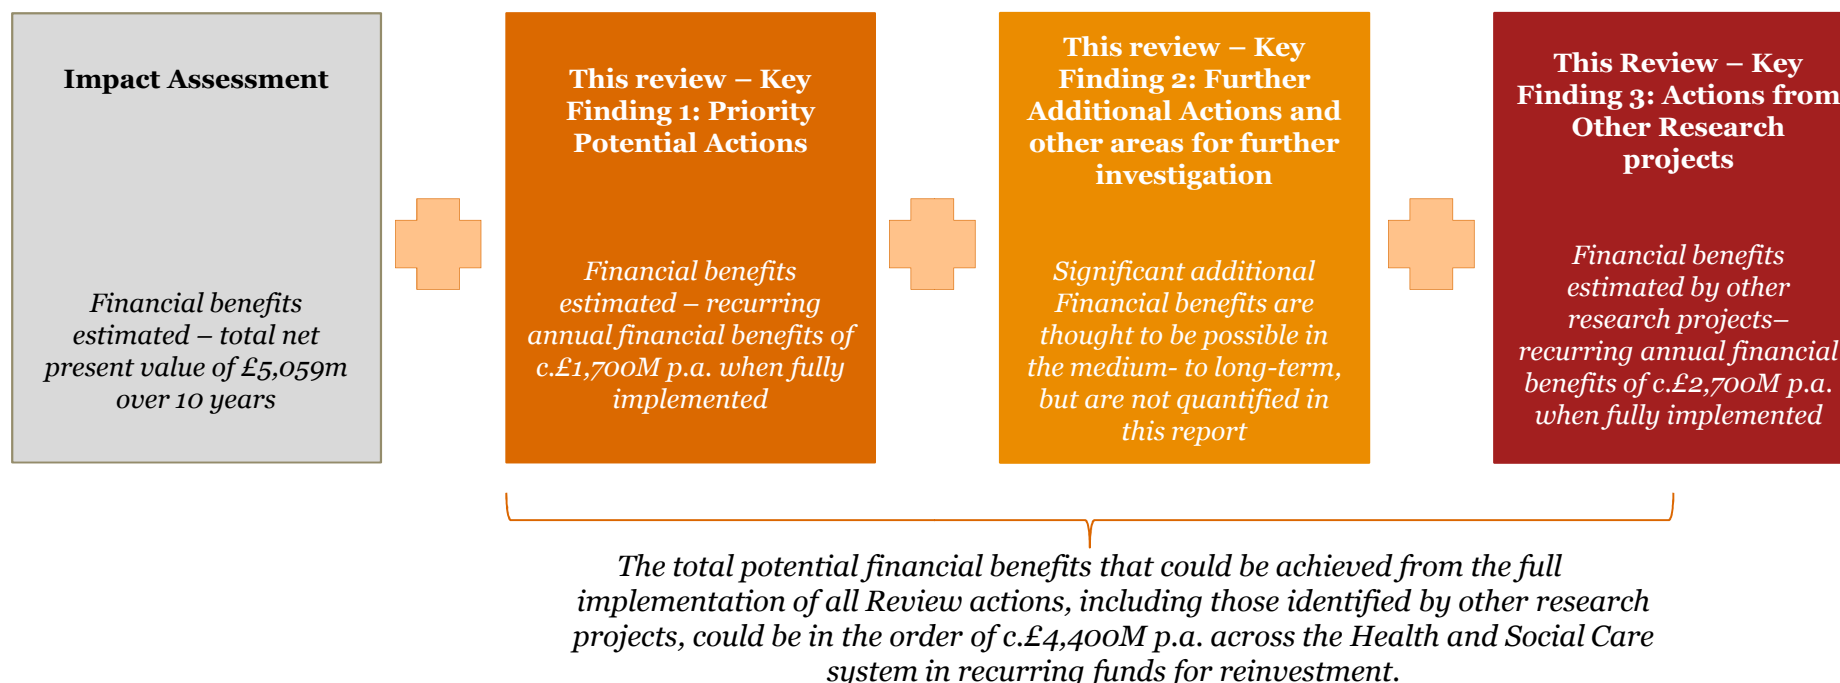 Impact Assessment
Financial benefits
estimated – total net
present value of £5,059m
over 10 years
This review – Key
Finding 1: Priority
Potential Actions
Financial benefits
estimated – recurring
annual financial benefits of
c.£1,700M p.a. when fully
implemented
This review – Key
Finding 2: Further
Additional Actions and
other areas for further
investigation
Significant additional
Financial benefits are
thought to be possible in
the medium- to long-term,
but are not quantified in
this report
This Review – Key
Finding 3: Actions from
Other Research
projects
Financial benefits
estimated by other
research projects–
recurring annual financial
benefits of c.£2,700M p.a.
when fully implemented
The total potential financial benefits that could be achieved from the full
implementation of all Review actions, including those identified by other research
projects, could be in the order of c.£4,400M p.a. across the Health and Social Care
system in recurring funds for reinvestment.